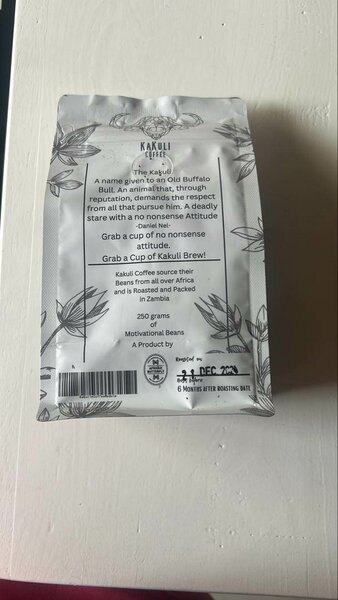 KAKULI
COFFEE
The Kakuli
A name given to an Old Buffalo
Bull. An animal that, through
reputation, demands the respect
from all that pursue him. A deadly
stare with a no nonsense Attitude
-Daniel Nel-
Grab a cup of no nonsense
attitude.
Grab a Cup of Kakuli Brew!
Kakuli Coffee source their
Beans from all over Africa
and is Roasted and Packed
in Zambia
250 grams
of
Motivational Beans
A Product by
Roasted on
DEC
Best Before
6 MONTHS AFTER ROASTING DATE